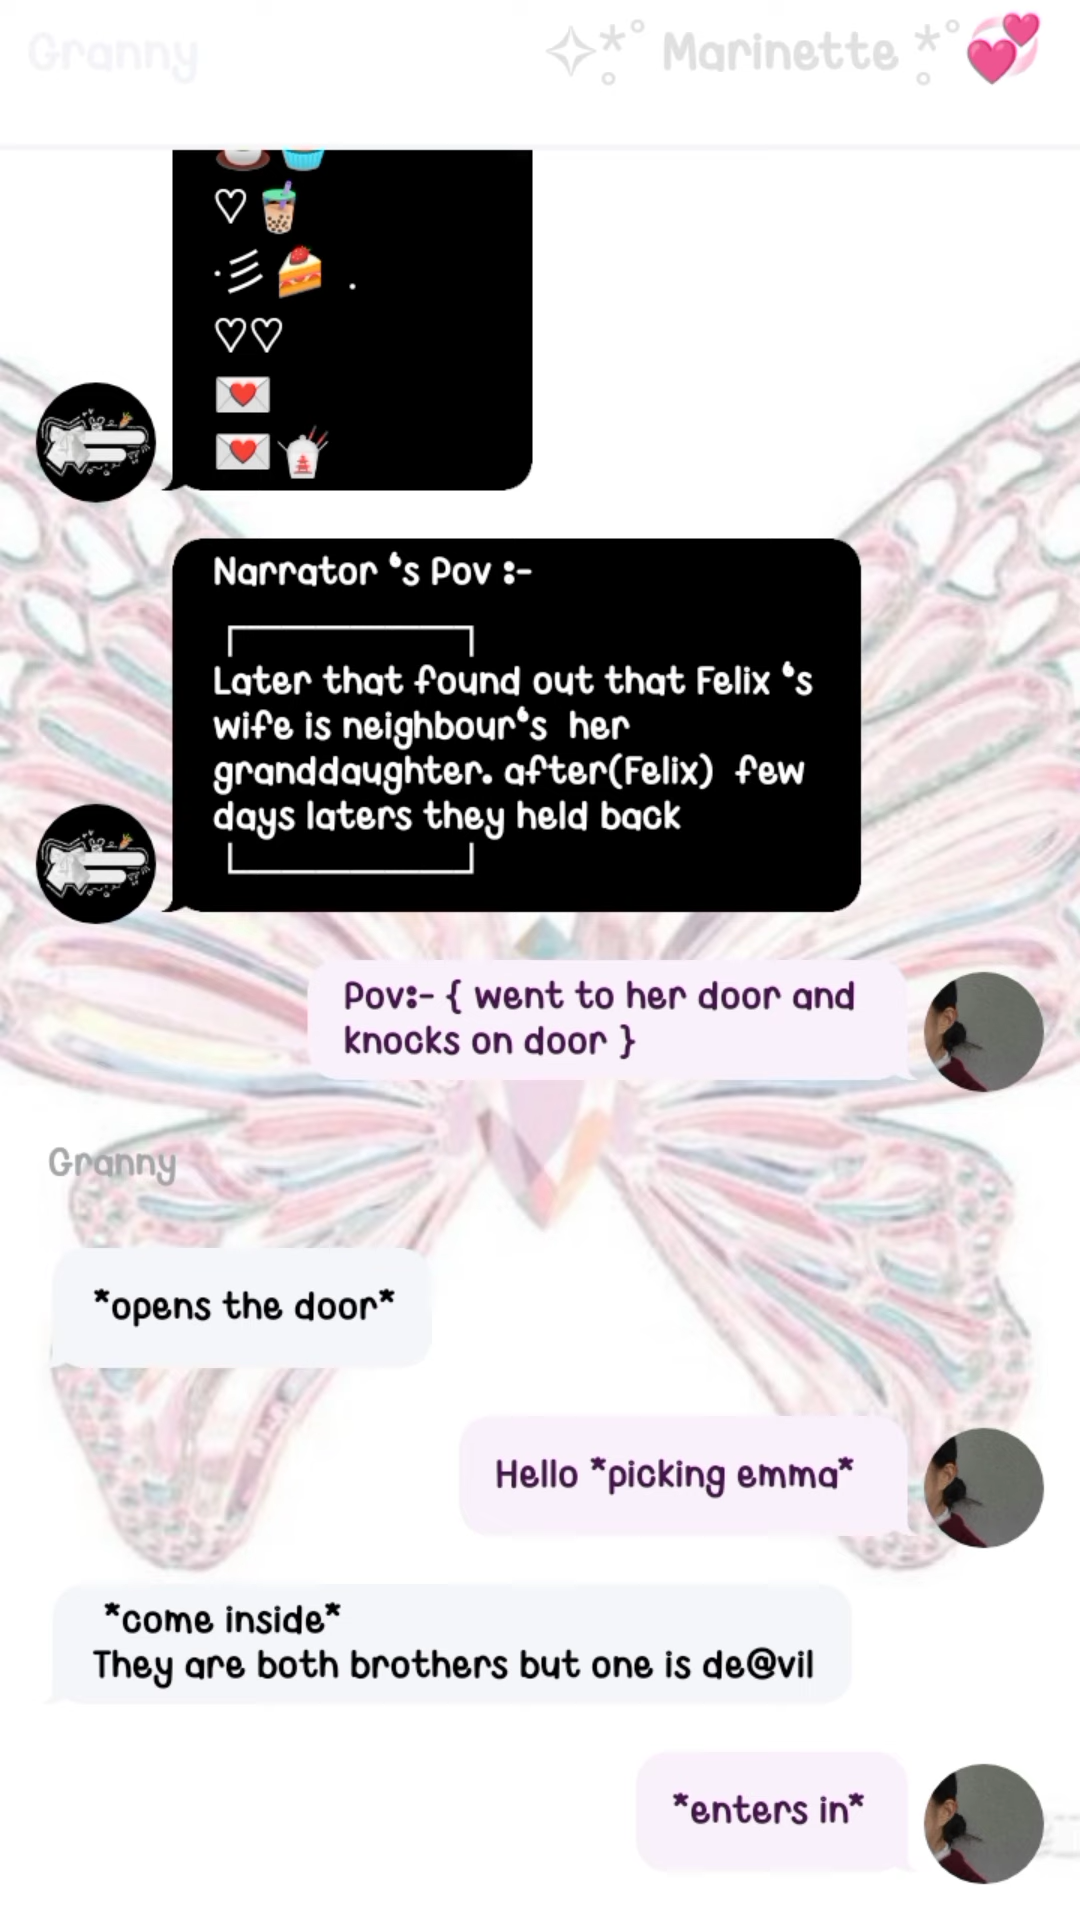 Granny
✧*̥˚ Marinette *̥˚💞
♡🧋
·彡🍰 .
♡♡
💌
💌🥡
Narrator ‘s Pov :-
┌──────────┐
Later that found out that Felix ‘s
wife is neighbour‘s  her
granddaughter. after(Felix)  few
days laters they held back
└──────────┘
Pov:- { went to her door and
knocks on door }
Granny
*opens the door*
Hello *picking emma*
*come inside*
They are both brothers but one is de@vil
*enters in*